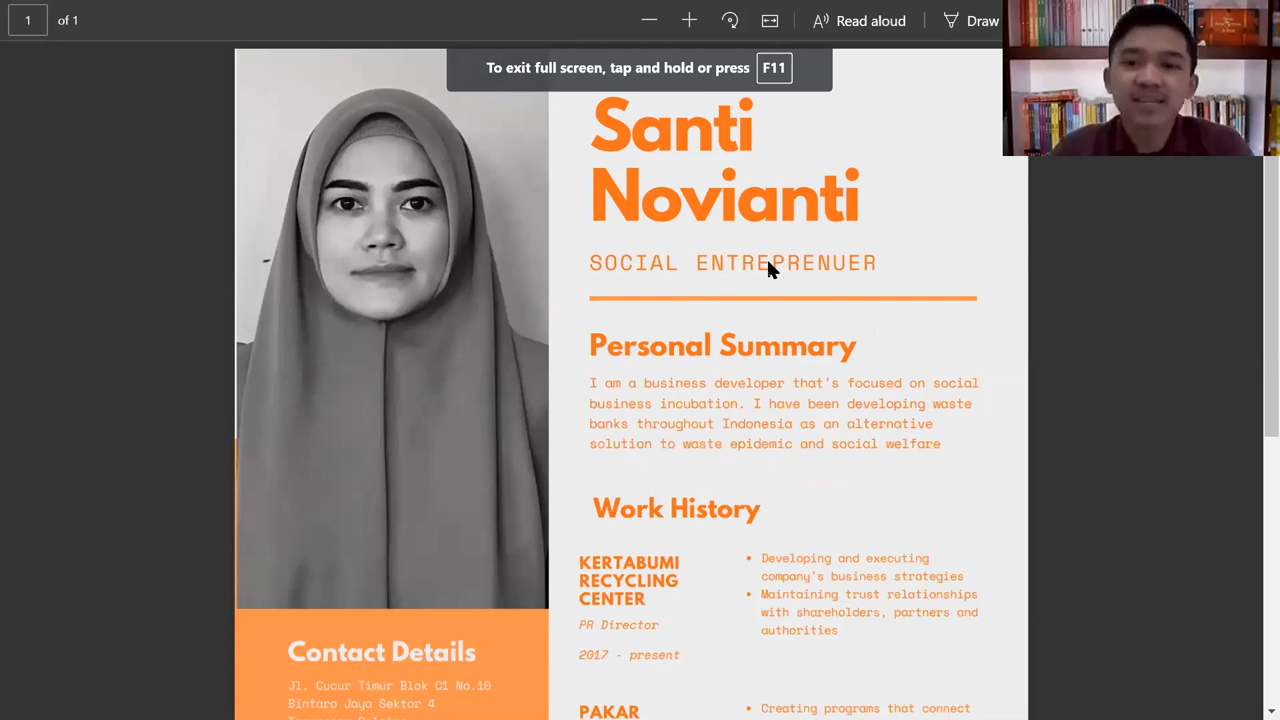 1 of 1
Read aloud
Draw
To exit full screen, tap and hold or press F11
Santi
Novianti
SOCIAL ENTREPRENUER
Personal Summary
I am a business developer that's focused on social
business incubation. I have been developing waste
banks throughout Indonesia as an alternative
solution to waste epidemic and social welfare
Work History
KERTABUMI
RECYCLING
CENTER
PR Director
2017 - present
• Developing and executing
company's business strategies
• Maintaining trust relationships
with shareholders, partners and
authorities
PAKAR
• Creating programs that connect
Contact Details
Jl. Cucur Timur Blok C1 No.10
Bintaro Jaya Sektor 4